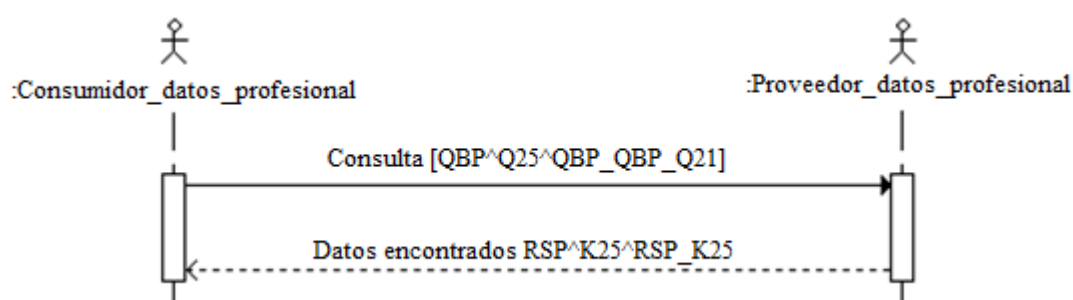 :Consumidor_datos_profesional
:Proveedor_datos_profesional
Consulta [QBP^Q25^QBP_QBP_Q21]
Datos encontrados RSP^K25^RSP_K25